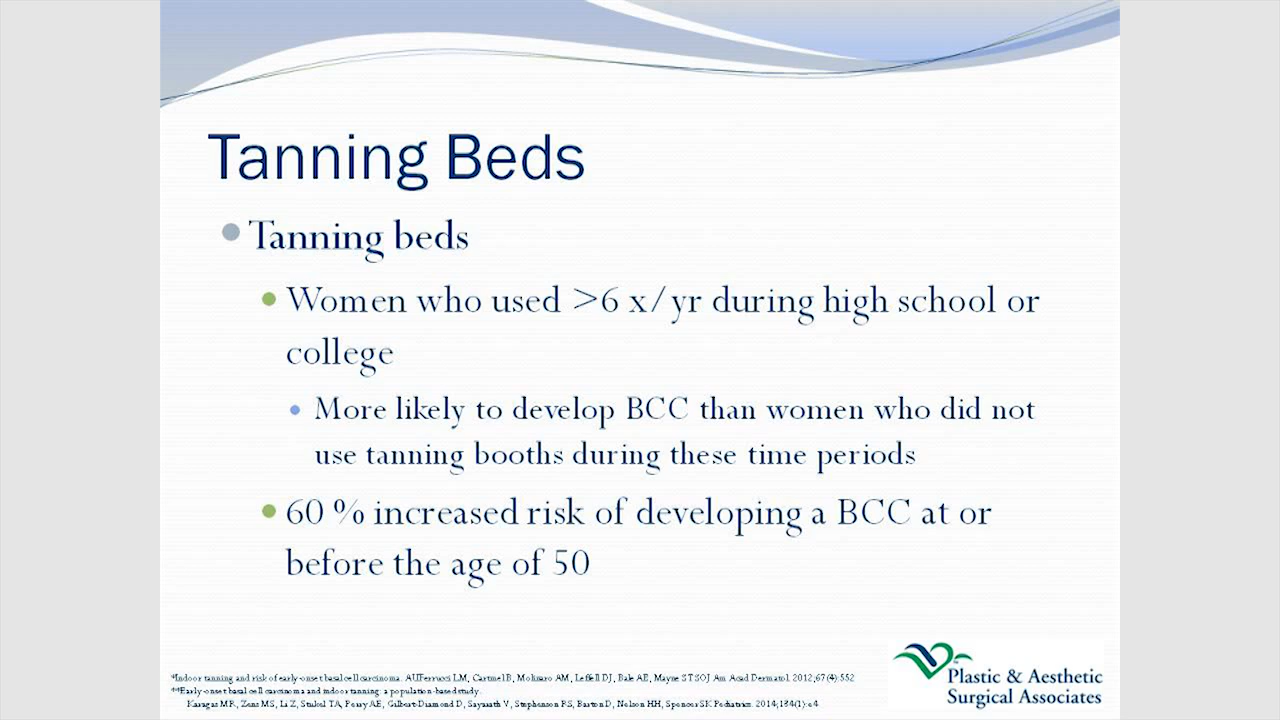 Tanning Beds
Tanning beds
Women who used >6 x/yr during high school or
college
More likely to develop BCC than women who did not
use tanning booths during these time periods
60 % increased risk of developing a BCC at or
before the age of 50
Plastic & Aesthetic
Surgical Associates
*Indoor tanning and risk of early-onset basal cell carcinoma. AUFerrucci LM, Cartmel B, Molinaro AM, Leffell DJ, Bale AE, Mayne ST SOJ Am Acad Dermatol. 2012;67(4):552
**Early-onset basal cell carcinoma and indoor tanning: a population-based study.
Karagas MR, Zens MS, Li Z, Stukel TA, Perry AE, Gilbert-Diamond D, Sayarath V, Stephenson RS, Barton D, Nelson HH, Spencer SK Pediatrics. 2014;134(1):e4